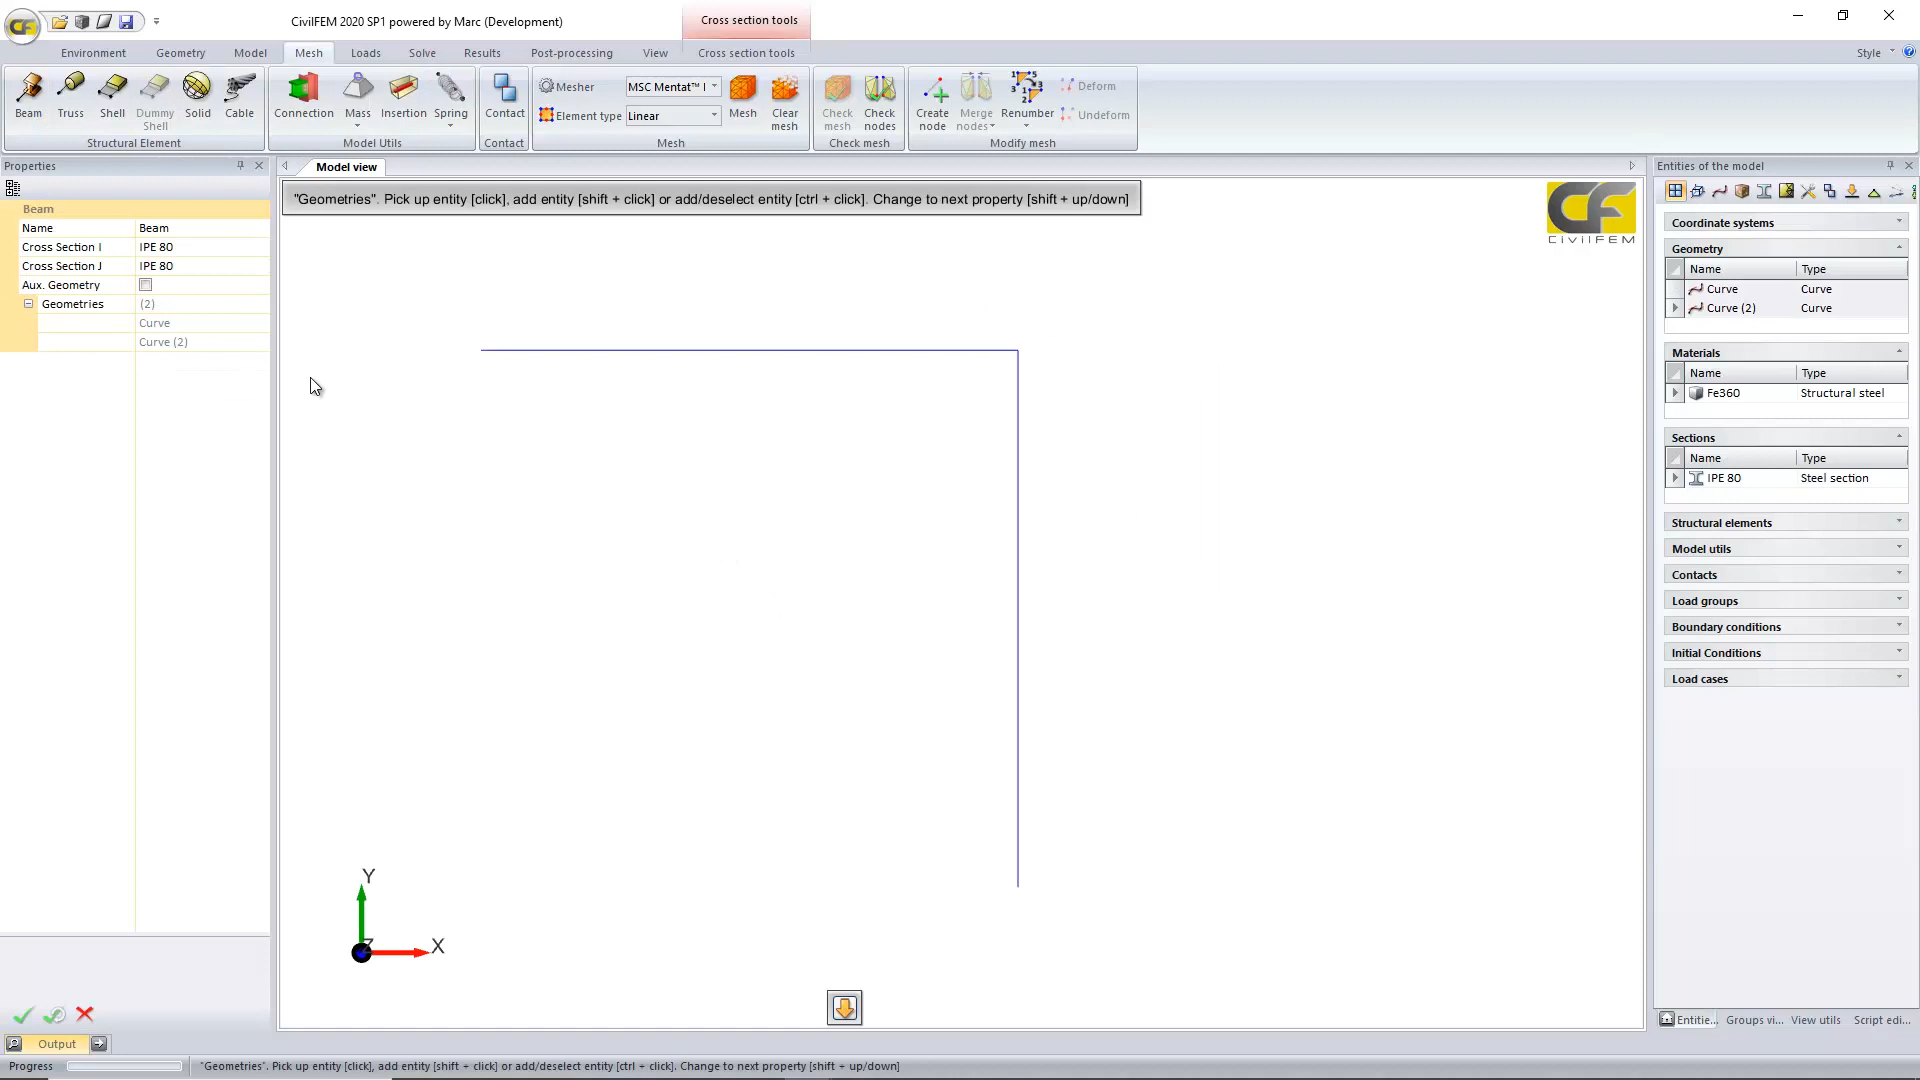 CivilFEM 2020 SP1 powered by Marc (Development)
Cross section tools
Environment
Geometry
Model
Mesh
Loads
Solve
Results
Post-processing
View
Cross section tools
Style
Beam
Truss
Shell
Dummy
Shell
Solid
Cable
Structural Element
Connection
Mass
Insertion
Spring
Model Utils
Contact
Contact
Mesher
MSC Mentat™ I
Element type
Linear
Mesh
Clear
mesh
Mesh
Check
mesh
Check
nodes
Check mesh
Create
node
Merge
nodes
Renumber
Deform
Undeform
Modify mesh
Properties
Beam
Name Beam
Cross Section I IPE 80
Cross Section J IPE 80
Aux. Geometry
Geometries (2)
Curve
Curve (2)
Model view
"Geometries". Pick up entity [click], add entity [shift + click] or add/deselect entity [ctrl + click]. Change to next property [shift + up/down]
CF
CivilFEM
Y
Z
X
Entities of the model
Coordinate systems
Geometry
Name Type
Curve Curve
Curve (2) Curve
Materials
Name Type
Fe360 Structural steel
Sections
Name Type
IPE 80 Steel section
Structural elements
Model utils
Contacts
Load groups
Boundary conditions
Initial Conditions
Load cases
Entitie...
Groups vi...
View utils
Script edi...
Output
Progress
"Geometries". Pick up entity [click], add entity [shift + click] or add/deselect entity [ctrl + click]. Change to next property [shift + up/down]